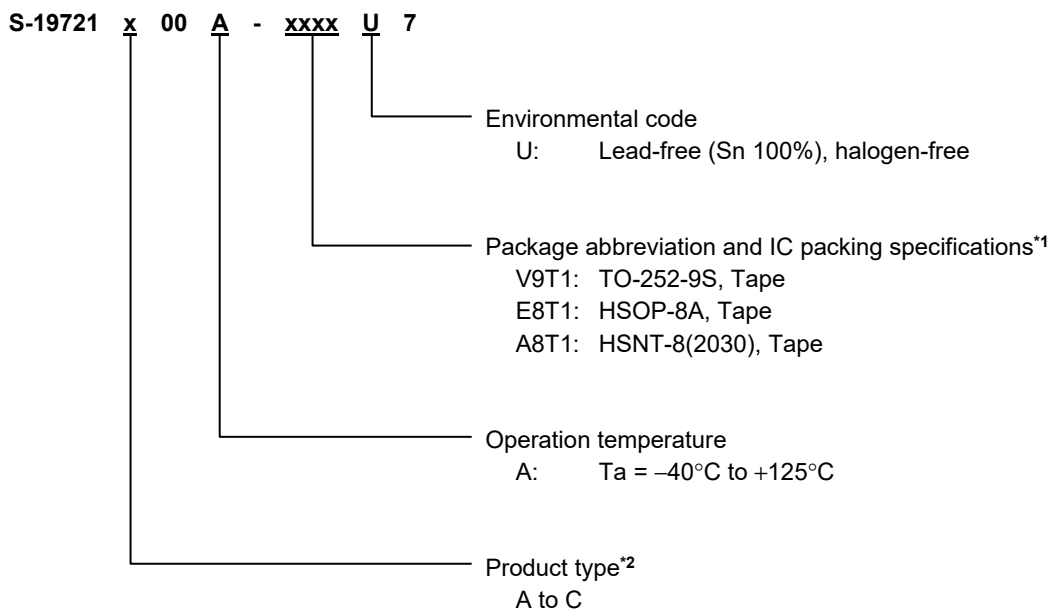 S-19721 x 00 A - xxxx U 7
Environmental code
U: Lead-free (Sn 100%), halogen-free
Package abbreviation and IC packing specifications*1
V9T1: TO-252-9S, Tape
E8T1: HSOP-8A, Tape
A8T1: HSNT-8(2030), Tape
Operation temperature
A: Ta = −40°C to +125°C
Product type*2
A to C